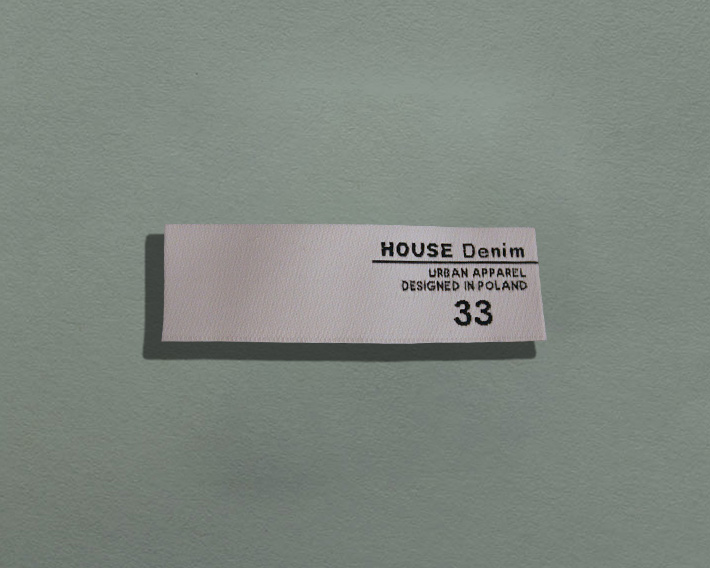 HOUSE Denim
URBAN APPAREL
DESIGNED IN POLAND
33